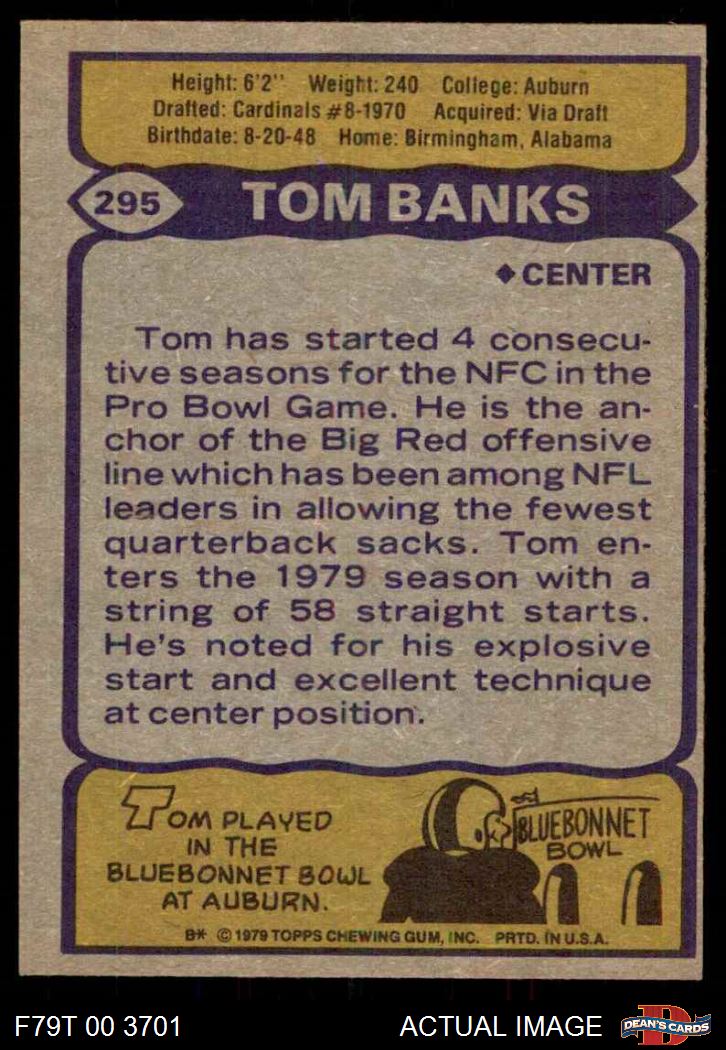 Height: 6'2" Weight: 240 College: Auburn
Drafted: Cardinals #8-1970 Acquired: Via Draft
Birthdate: 8-20-48 Home: Birmingham, Alabama
295 TOM BANKS
◆ CENTER
Tom has started 4 consecu-
tive seasons for the NFC in the
Pro Bowl Game. He is the an-
chor of the Big Red offensive
line which has been among NFL
leaders in allowing the fewest
quarterback sacks. Tom en-
ters the 1979 season with a
string of 58 straight starts.
He's noted for his explosive
start and excellent technique
at center position.
TOM PLAYED
IN THE
BLUEBONNET BOWL
AT AUBURN.
BLUEBONNET
BOWL
B* © 1979 TOPPS CHEWING GUM, INC. PRTD. IN U.S.A.
F79T 00 3701 ACTUAL IMAGE D DEAN'S CARDS